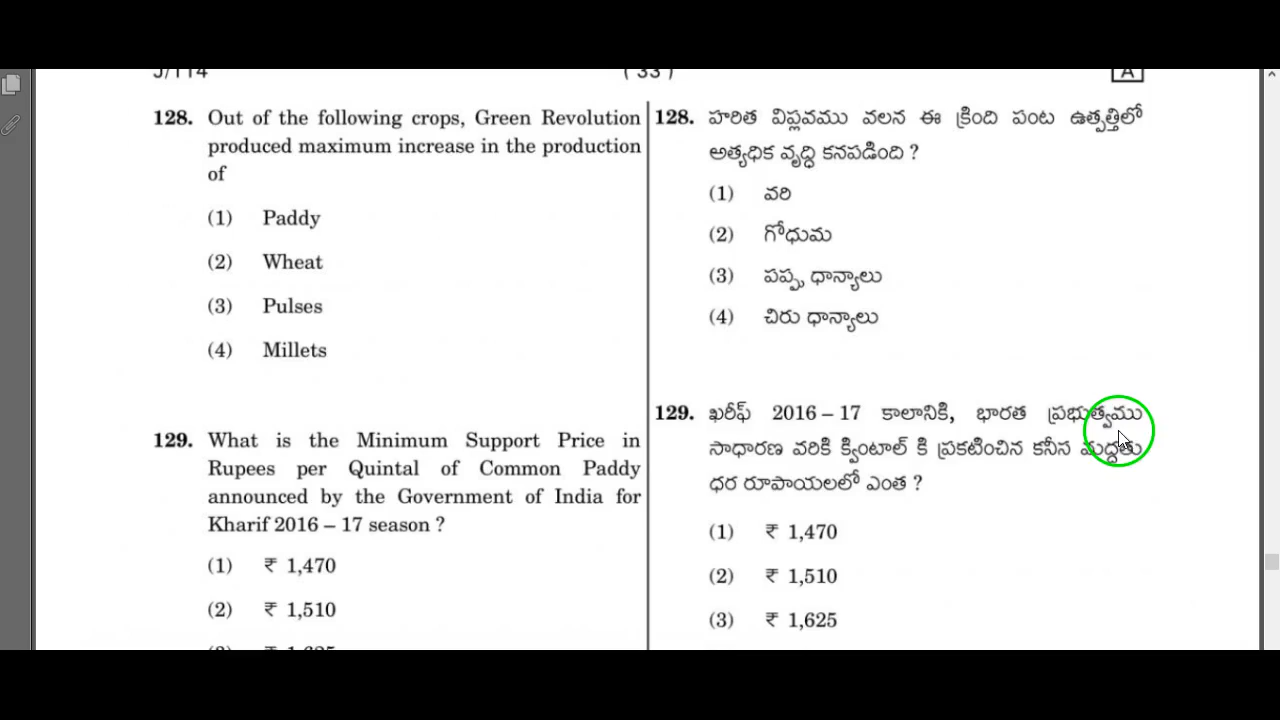 J/114
( 33 )
A
128. Out of the following crops, Green Revolution
produced maximum increase in the production
of
(1) Paddy
(2) Wheat
(3) Pulses
(4) Millets
129. What is the Minimum Support Price in
Rupees per Quintal of Common Paddy
announced by the Government of India for
Kharif 2016 – 17 season ?
(1) ₹ 1,470
(2) ₹ 1,510
(3) ₹ 1,625
128. హరిత విప్లవము వలన ఈ క్రింది పంట ఉత్పత్తిలో
అత్యధిక వృద్ధి కనపడింది ?
(1) వరి
(2) గోధుమ
(3) పప్పు ధాన్యాలు
(4) చిరు ధాన్యాలు
129. ఖరీఫ్ 2016 – 17 కాలానికి, భారత ప్రభుత్వము
సాధారణ వరికి క్వింటాల్ కి ప్రకటించిన కనీస మద్దతు
ధర రూపాయలలో ఎంత ?
(1) ₹ 1,470
(2) ₹ 1,510
(3) ₹ 1,625